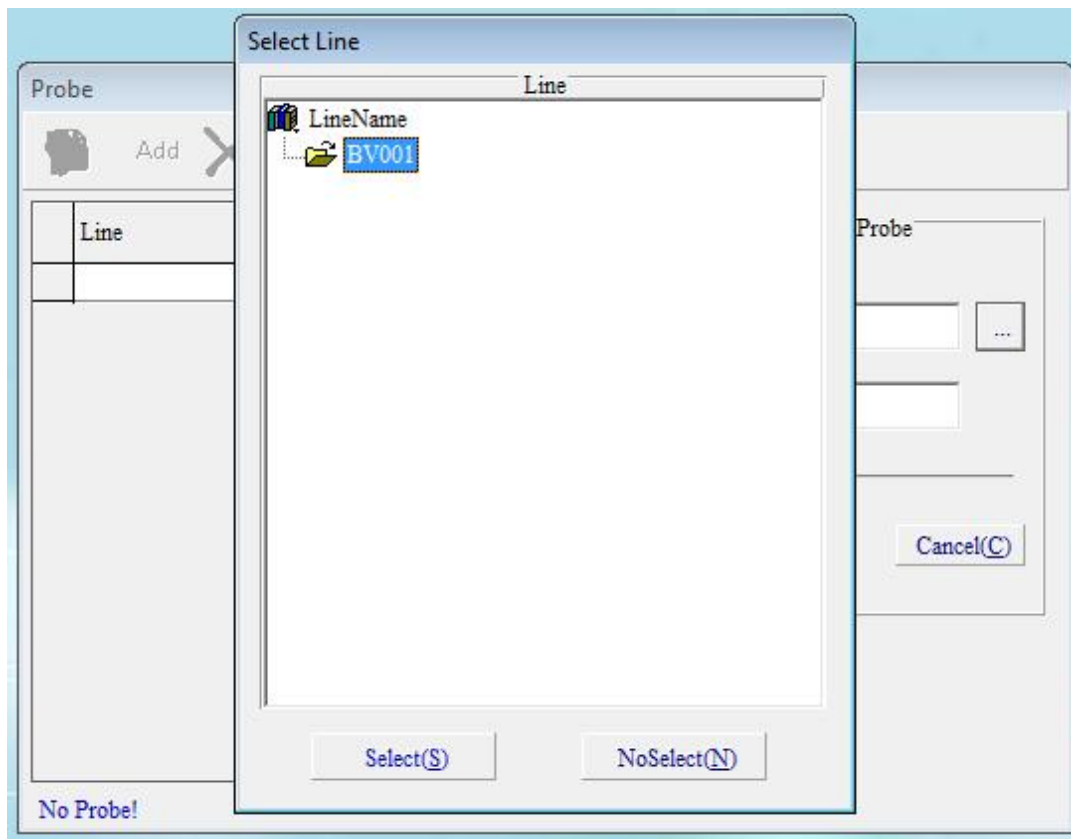 Select Line
Line
Probe
LineName
Add
BV001
Line
Probe
...
Cancel(C)
Select(S)
NoSelect(N)
No Probe!